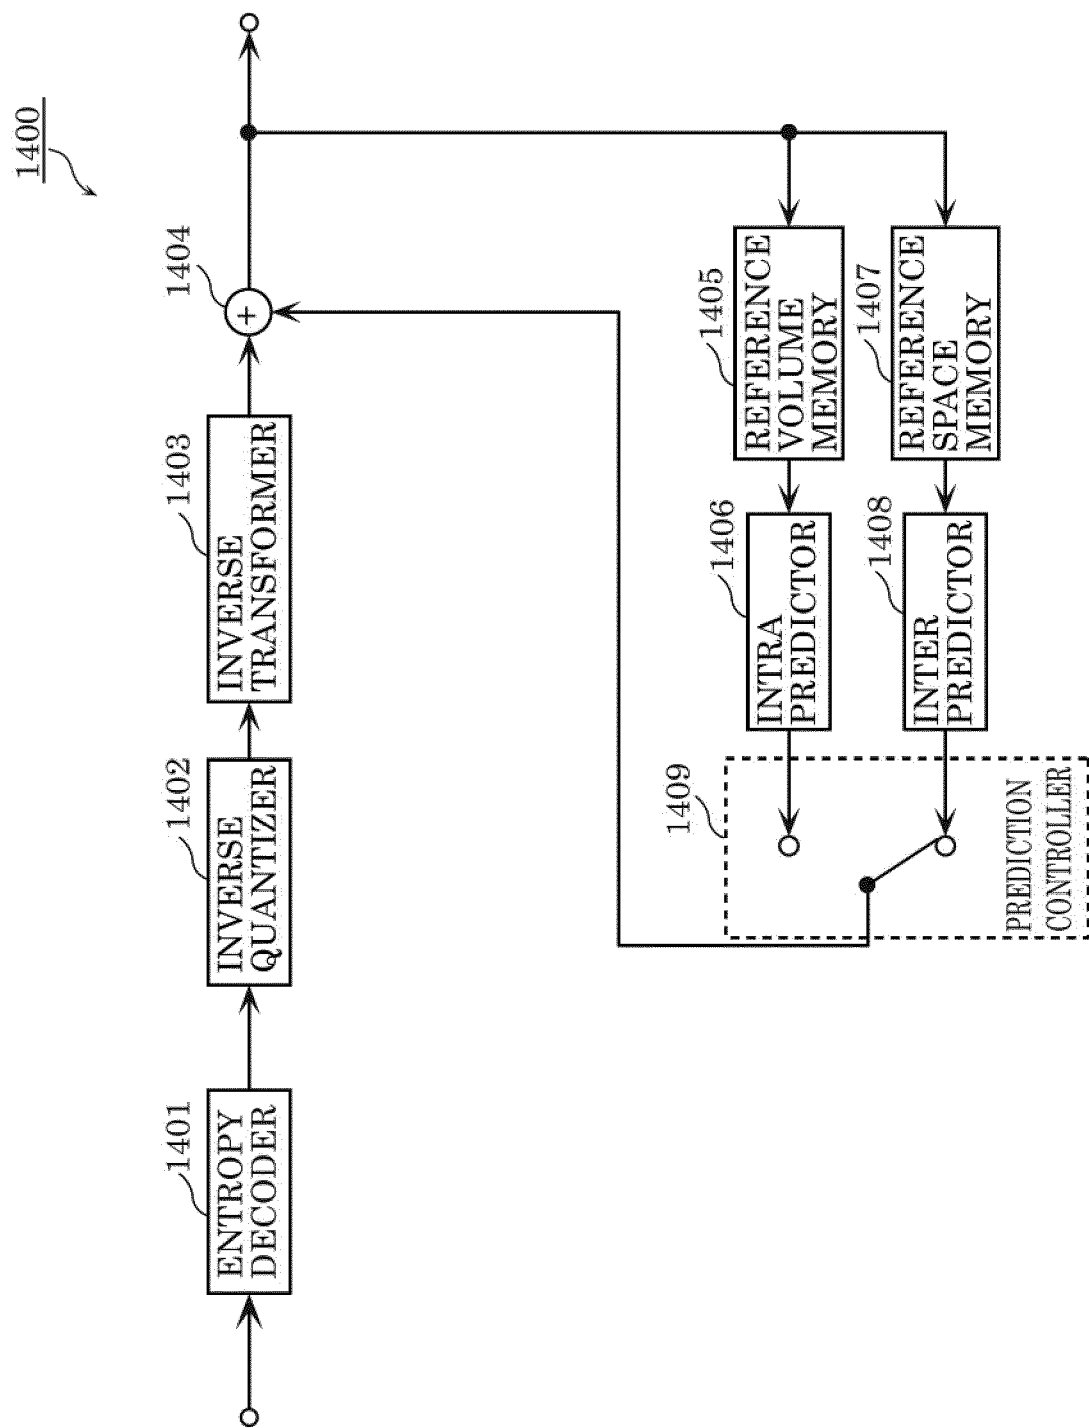 1400
1401
ENTROPY
DECODER
1402
INVERSE
QUANTIZER
1403
INVERSE
TRANSFORMER
1404
+
1409
1406
INTRA
PREDICTOR
1405
REFERENCE
VOLUME
MEMORY
1408
INTER
PREDICTOR
1407
REFERENCE
SPACE
MEMORY
PREDICTION
CONTROLLER